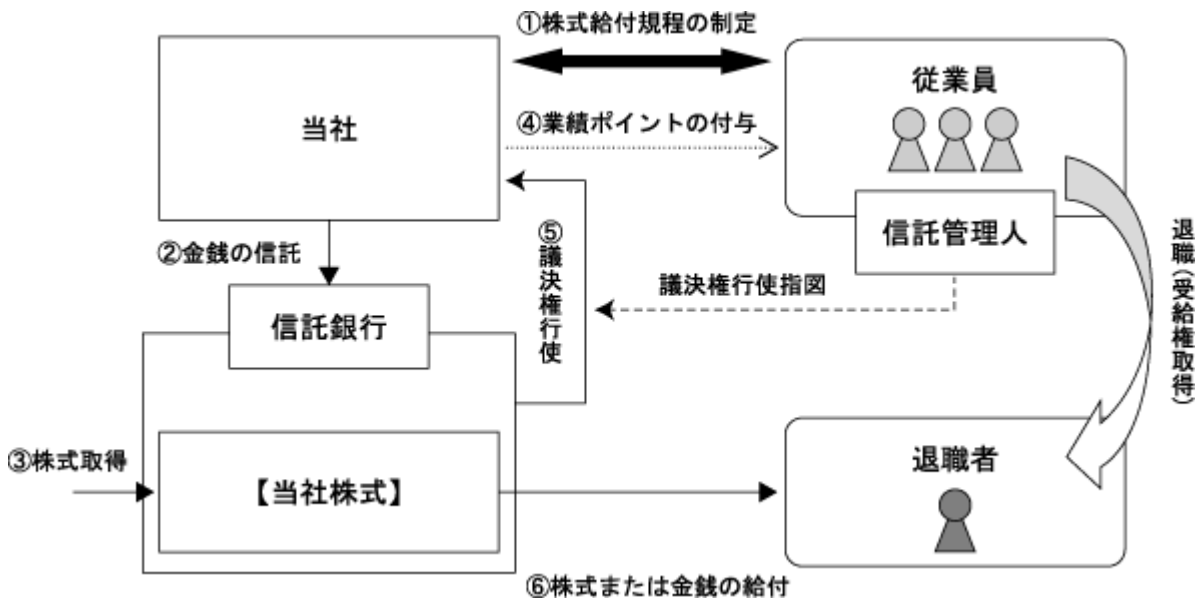 ①株式給付規程の制定
当社
従業員
④業績ポイントの付与
信託管理人
②金銭の信託
⑤議決権行使
議決権行使指図
退職(受給権取得)
信託銀行
③株式取得
【当社株式】
退職者
⑥株式または金銭の給付